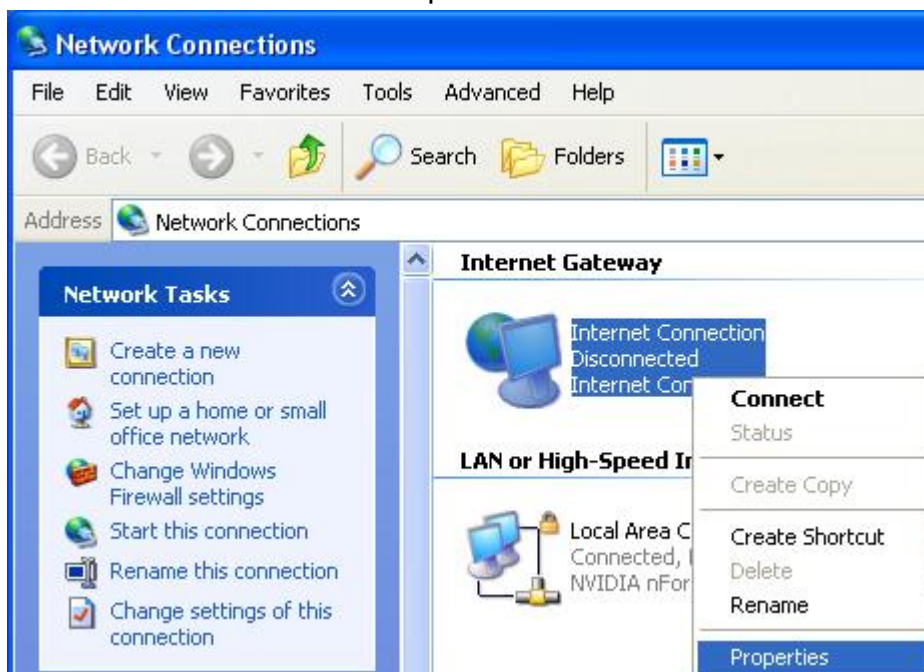 Network Connections
File Edit View Favorites Tools Advanced Help
Back Search Folders
Address Network Connections
Network Tasks
Create a new
connection
Set up a home or small
office network
Change Windows
Firewall settings
Start this connection
Rename this connection
Change settings of this
connection
Internet Gateway
Internet Connection
Disconnected
Internet
LAN or High-Speed
Local Area
Connected,
NVIDIA
Connect
Status
Create Copy
Create Shortcut
Delete
Rename
Properties